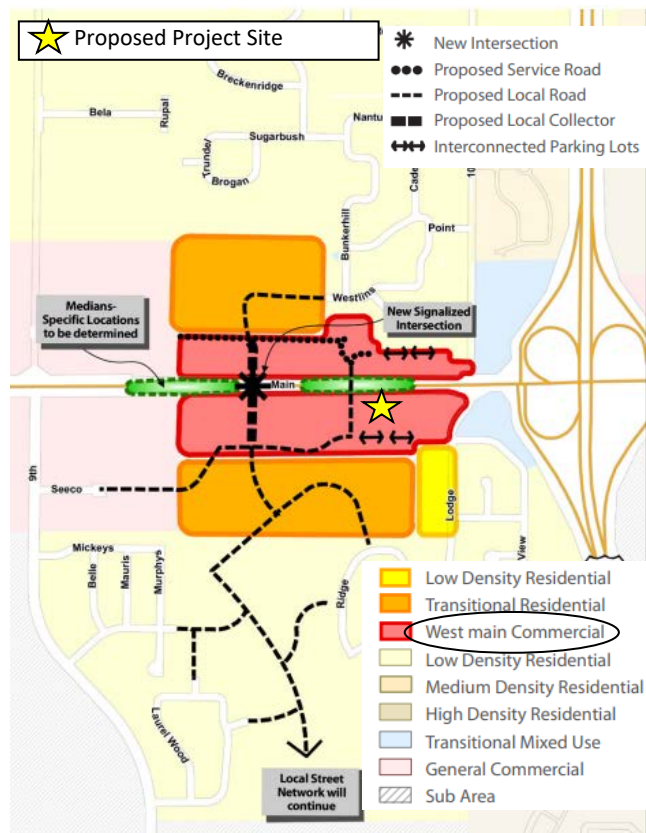 Proposed Project Site
New Intersection
Proposed Service Road
Proposed Local Road
Proposed Local Collector
Interconnected Parking Lots
Breckenridge
Bela
Rupal
Sugarbush
Trunde/
Brogan
Nantu
Cade
10
Bunkerhill
Point
Westlins
Medians-
Specific Locations
to be determined
New Signalized
Intersection
Main
9th
Seeco
Lodge
Mickeys
Belle
Mauris
Murphys
View
Ridge
Laurel Wood
Local Street
Network will
continue
Low Density Residential
Transitional Residential
West main Commercial
Low Density Residential
Medium Density Residential
High Density Residential
Transitional Mixed Use
General Commercial
Sub Area